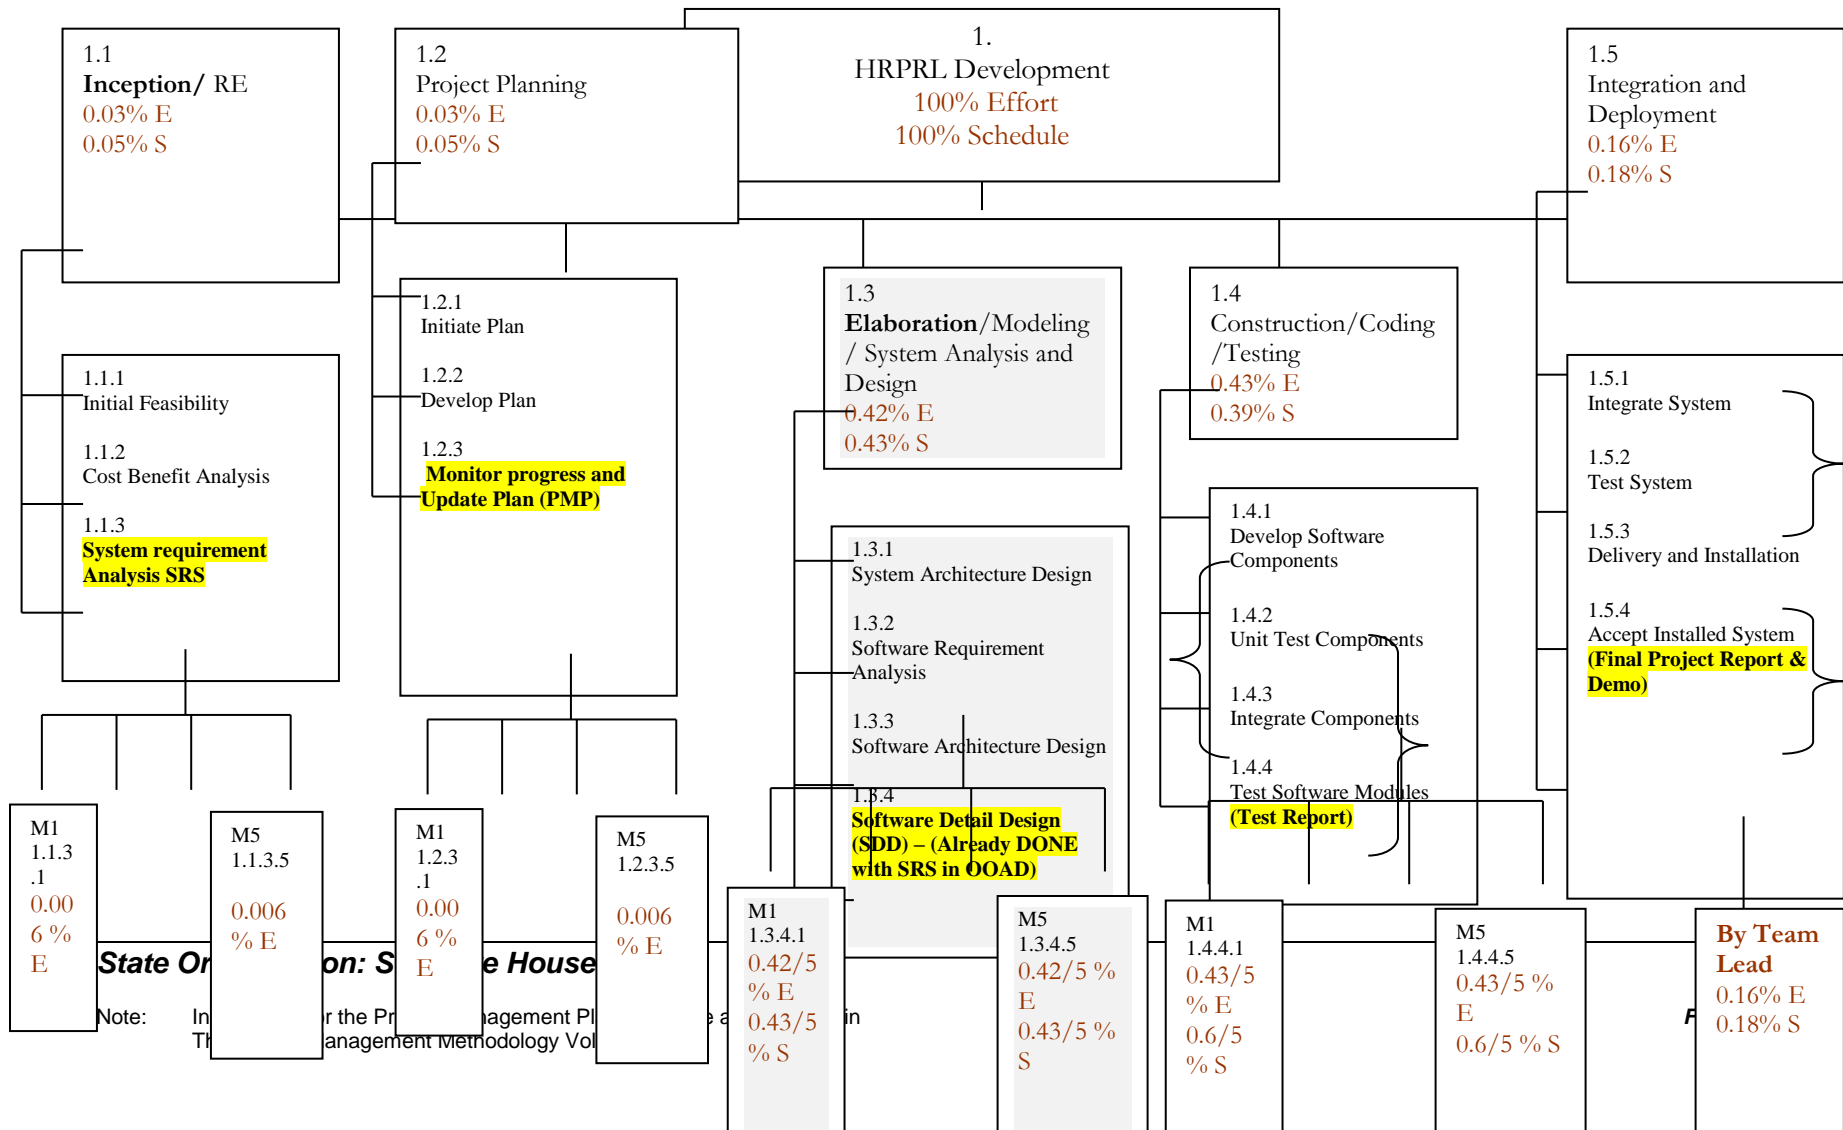 1.
HRPRL Development
100% Effort
100% Schedule
1.1
Inception/ RE
0.03% E
0.05% S
1.2
Project Planning
0.03% E
0.05% S
1.5
Integration and
Deployment
0.16% E
0.18% S
1.3
Elaboration/Modeling
/ System Analysis and
Design
0.42% E
0.43% S
1.4
Construction/Coding
/Testing
0.43% E
0.39% S
1.1.1
Initial Feasibility
1.1.2
Cost Benefit Analysis
1.1.3
System requirement
Analysis SRS
1.2.1
Initiate Plan
1.2.2
Develop Plan
1.2.3
Monitor progress and
Update Plan (PMP)
1.3.1
System Architecture Design
1.3.2
Software Requirement
Analysis
1.3.3
Software Architecture Design
1.3.4
Software Detail Design
(SDD) – (Already DONE
with SRS in OOAD)
1.4.1
Develop Software
Components
1.4.2
Unit Test Components
1.4.3
Integrate Components
1.4.4
Test Software Modules
(Test Report)
1.5.1
Integrate System
1.5.2
Test System
1.5.3
Delivery and Installation
1.5.4
Accept Installed System
(Final Project Report &
Demo)
M1
1.1.3
.1
0.00
6 %
E
M5
1.1.3.5
0.006
% E
M1
1.2.3
.1
0.00
6 %
E
M5
1.2.3.5
0.006
% E
M1
1.3.4.1
0.42/5
% E
0.43/5
% S
M5
1.3.4.5
0.42/5 %
E
0.43/5 %
S
M1
1.4.4.1
0.43/5
% E
0.6/5
% S
M5
1.4.4.5
0.43/5 %
E
0.6/5 % S
By Team
Lead
0.16% E
0.18% S
State House
Note: or the in
Methodology